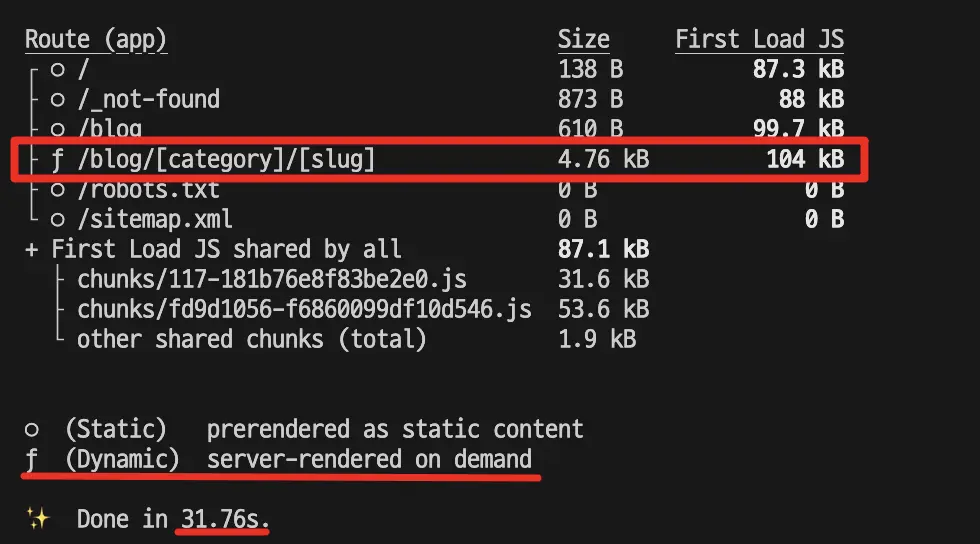 Route (app) Size First Load JS
┌ ○ / 138 B 87.3 kB
├ ○ /_not-found 873 B 88 kB
├ ○ /blog 610 B 99.7 kB
├ ƒ /blog/[category]/[slug] 4.76 kB 104 kB
├ ○ /robots.txt 0 B 0 B
└ ○ /sitemap.xml 0 B 0 B
+ First Load JS shared by all 87.1 kB
├ chunks/117-181b76e8f83be2e0.js 31.6 kB
├ chunks/fd9d1056-f6860099df10d546.js 53.6 kB
└ other shared chunks (total) 1.9 kB
○ (Static) prerendered as static content
ƒ (Dynamic) server-rendered on demand
✨ Done in 31.76s.